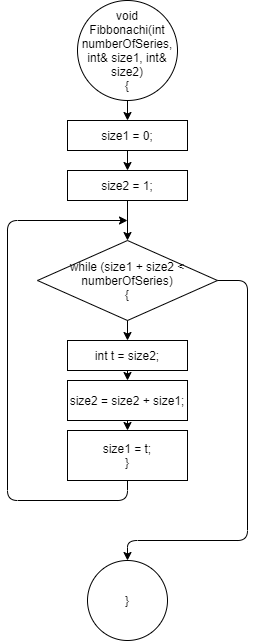 void
Fibbonachi(int
numberOfSeries,
int& size1, int&
size2)
{
size1 = 0;
size2 = 1;
while (size1 + size2 <
numberOfSeries)
{
int t = size2;
size2 = size2 + size1;
size1 = t;
}
}